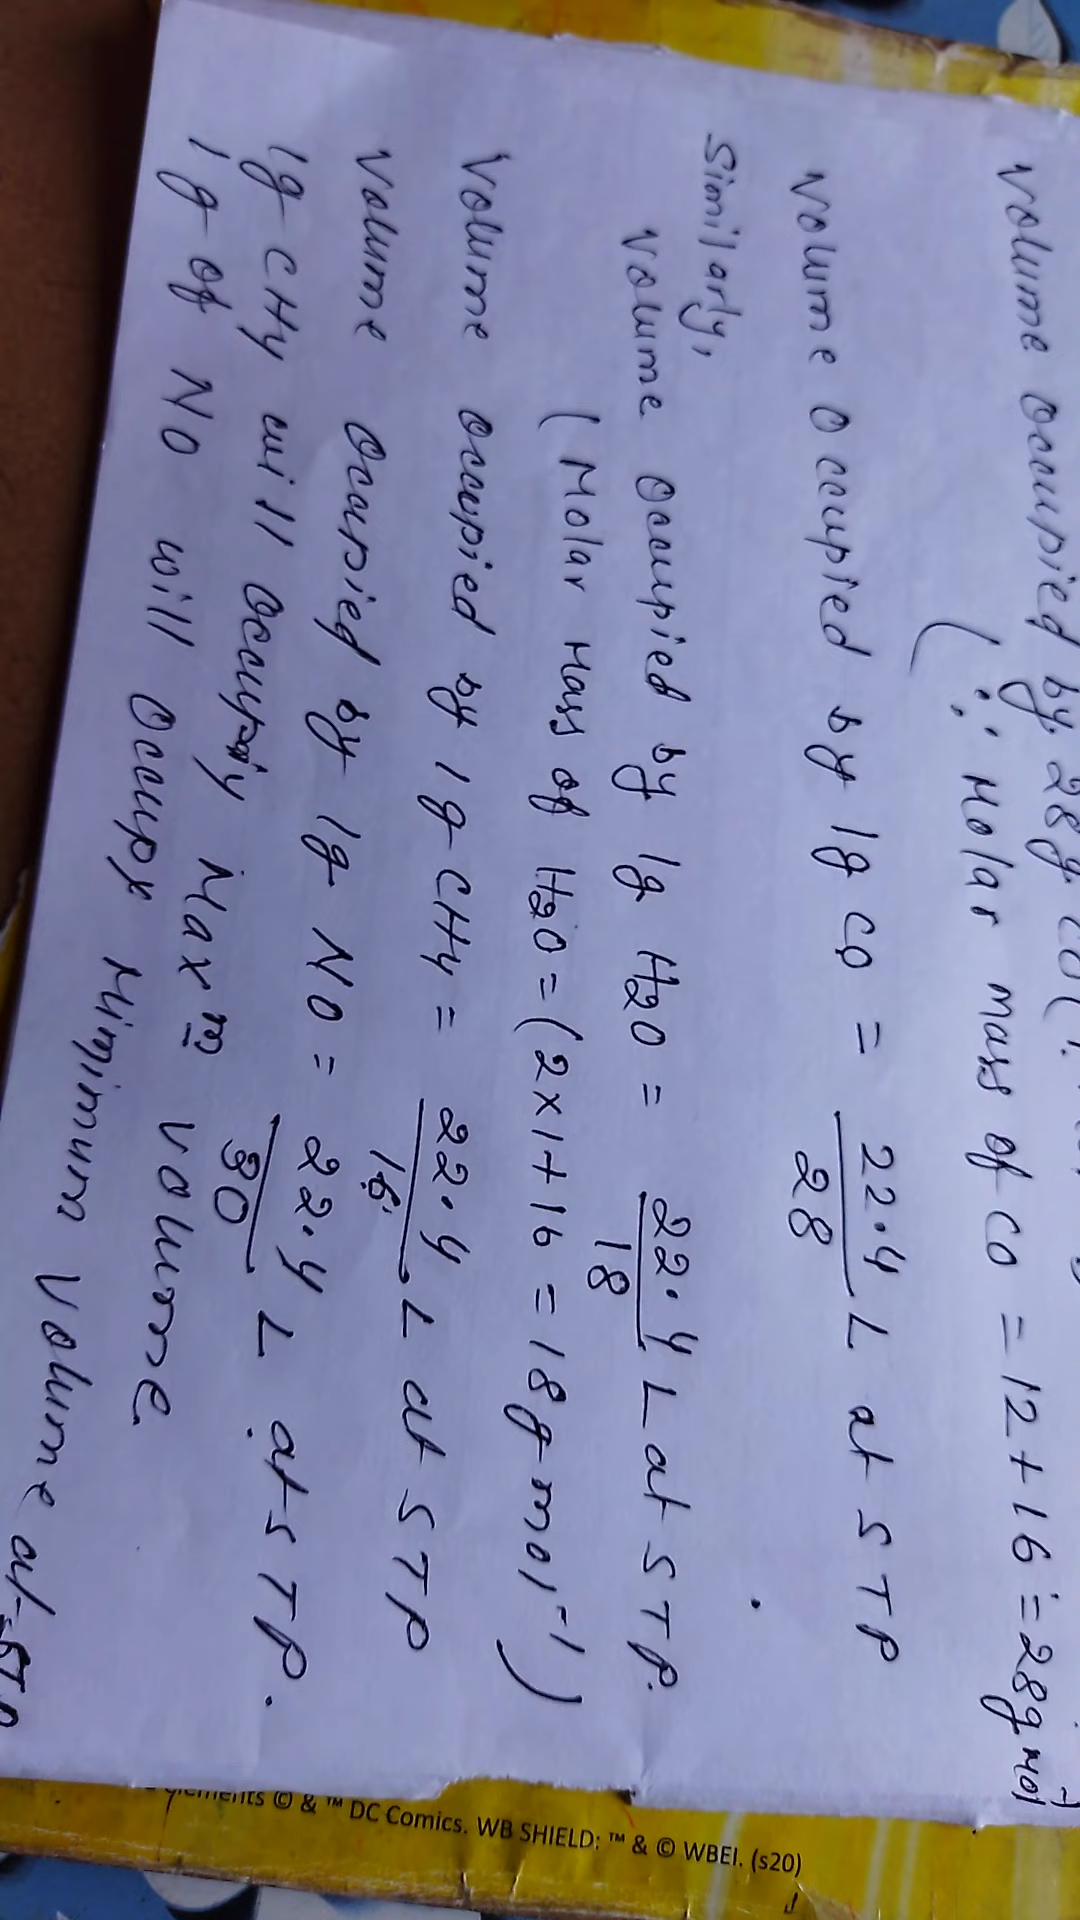 Volume occupied by 28g CO
(∵ Molar mass of CO = 12 + 16 = 28g mol⁻¹
Volume occupied by 1g CO = 22.4/28 L at STP
Similarly,
Volume occupied by 1g H2O = 22.4/18 L at STP.
(Molar Mass of H2O = (2×1+16 = 18g mol⁻¹)
Volume occupied by 1g CH4 = 22.4/16 L at STP
Volume occupied by 1g NO = 22.4/30 L at STP.
1g CH4 will occupiy Maxm Volume
1g of NO will occupy Minimum Volume at STP
elements © & ™ DC Comics. WB SHIELD: ™ & © WBEI. (s20)